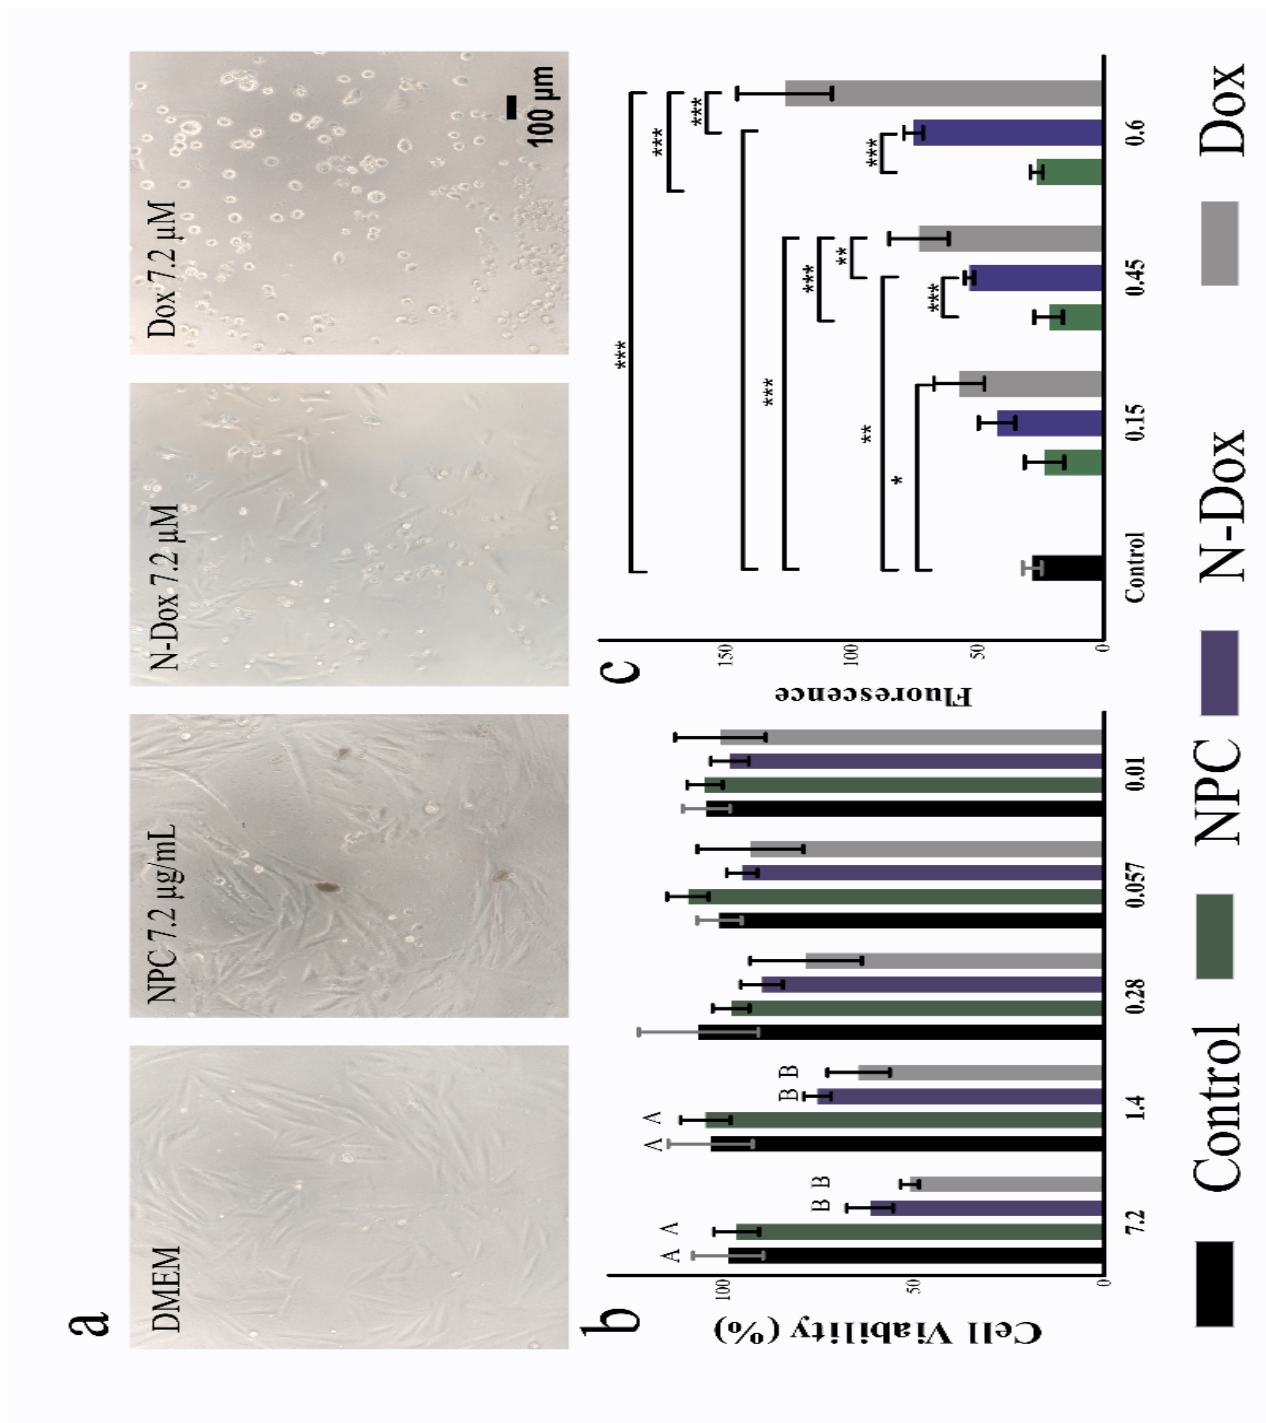 a
DMEM
NPC 7.2 µg/mL
N-Dox 7.2 µM
Dox 7.2 µM
100 µm
b
Cell Viability (%)
100
50
0
A A B B
A A B B
7.2 1.4 0.28 0.057 0.01
c
Fluorescence
150
100
50
0
***
***
***
***
***
***
**
**
***
*
***
Control 0.15 0.45 0.6
Control NPC N-Dox Dox